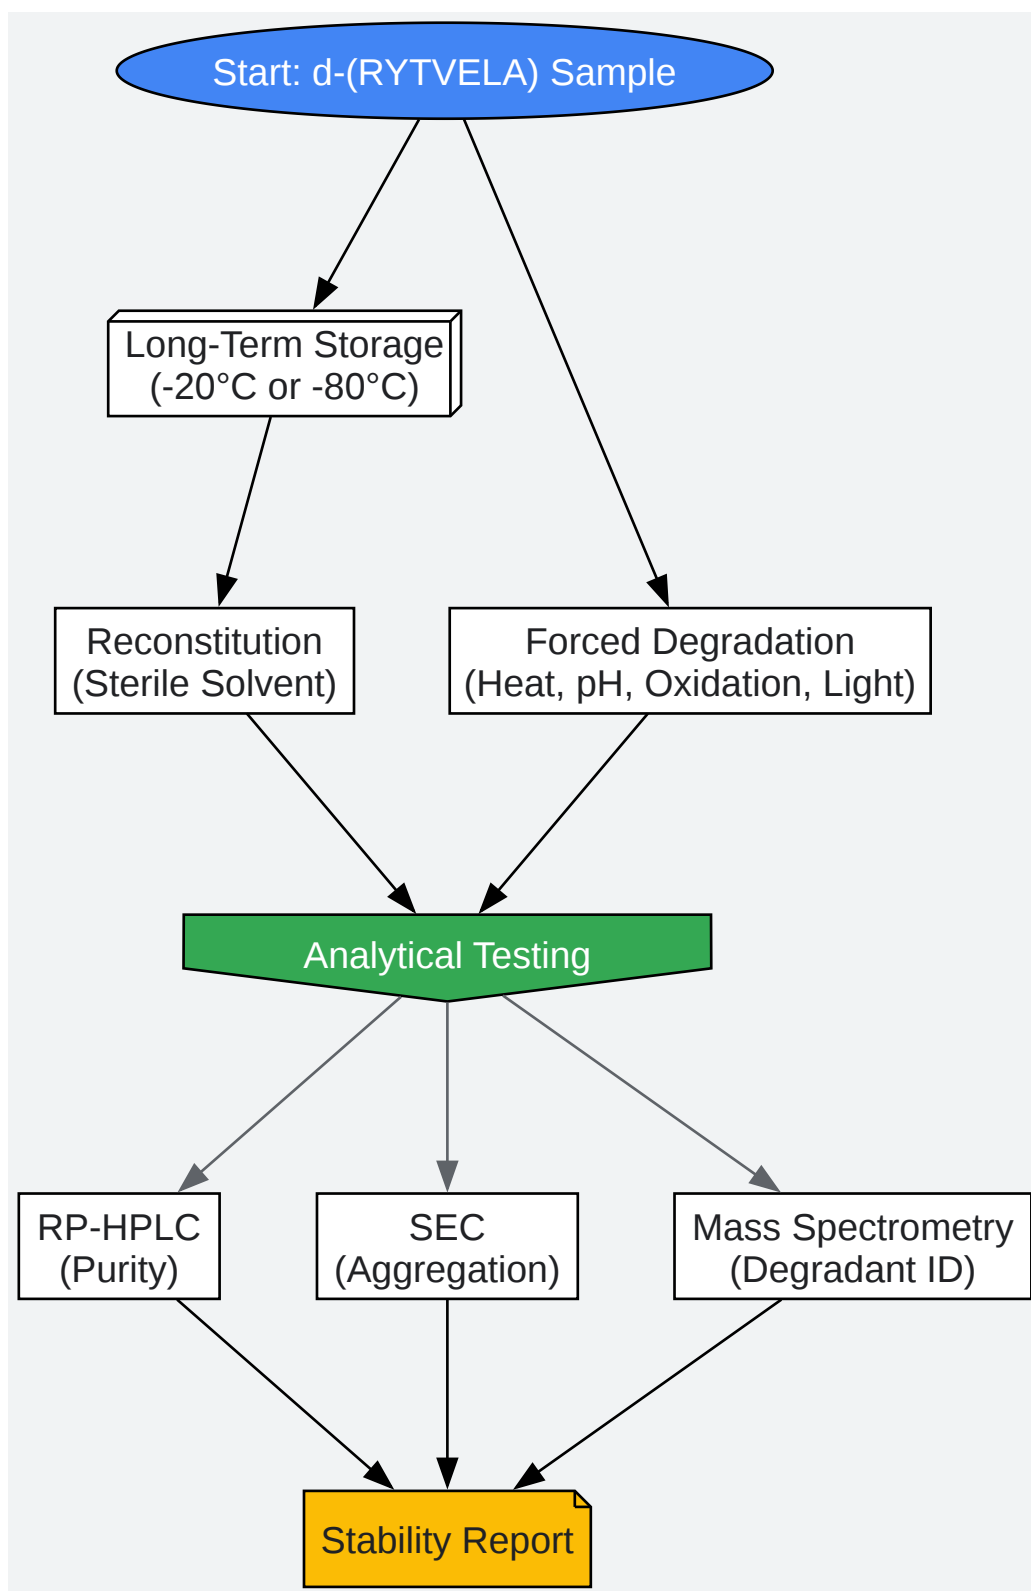 Start: d-(RYTVELA) Sample
Long-Term Storage
(-20°C or -80°C)
Reconstitution
(Sterile Solvent)
Forced Degradation
(Heat, pH, Oxidation, Light)
Analytical Testing
RP-HPLC
(Purity)
SEC
(Aggregation)
Mass Spectrometry
(Degradant ID)
Stability Report